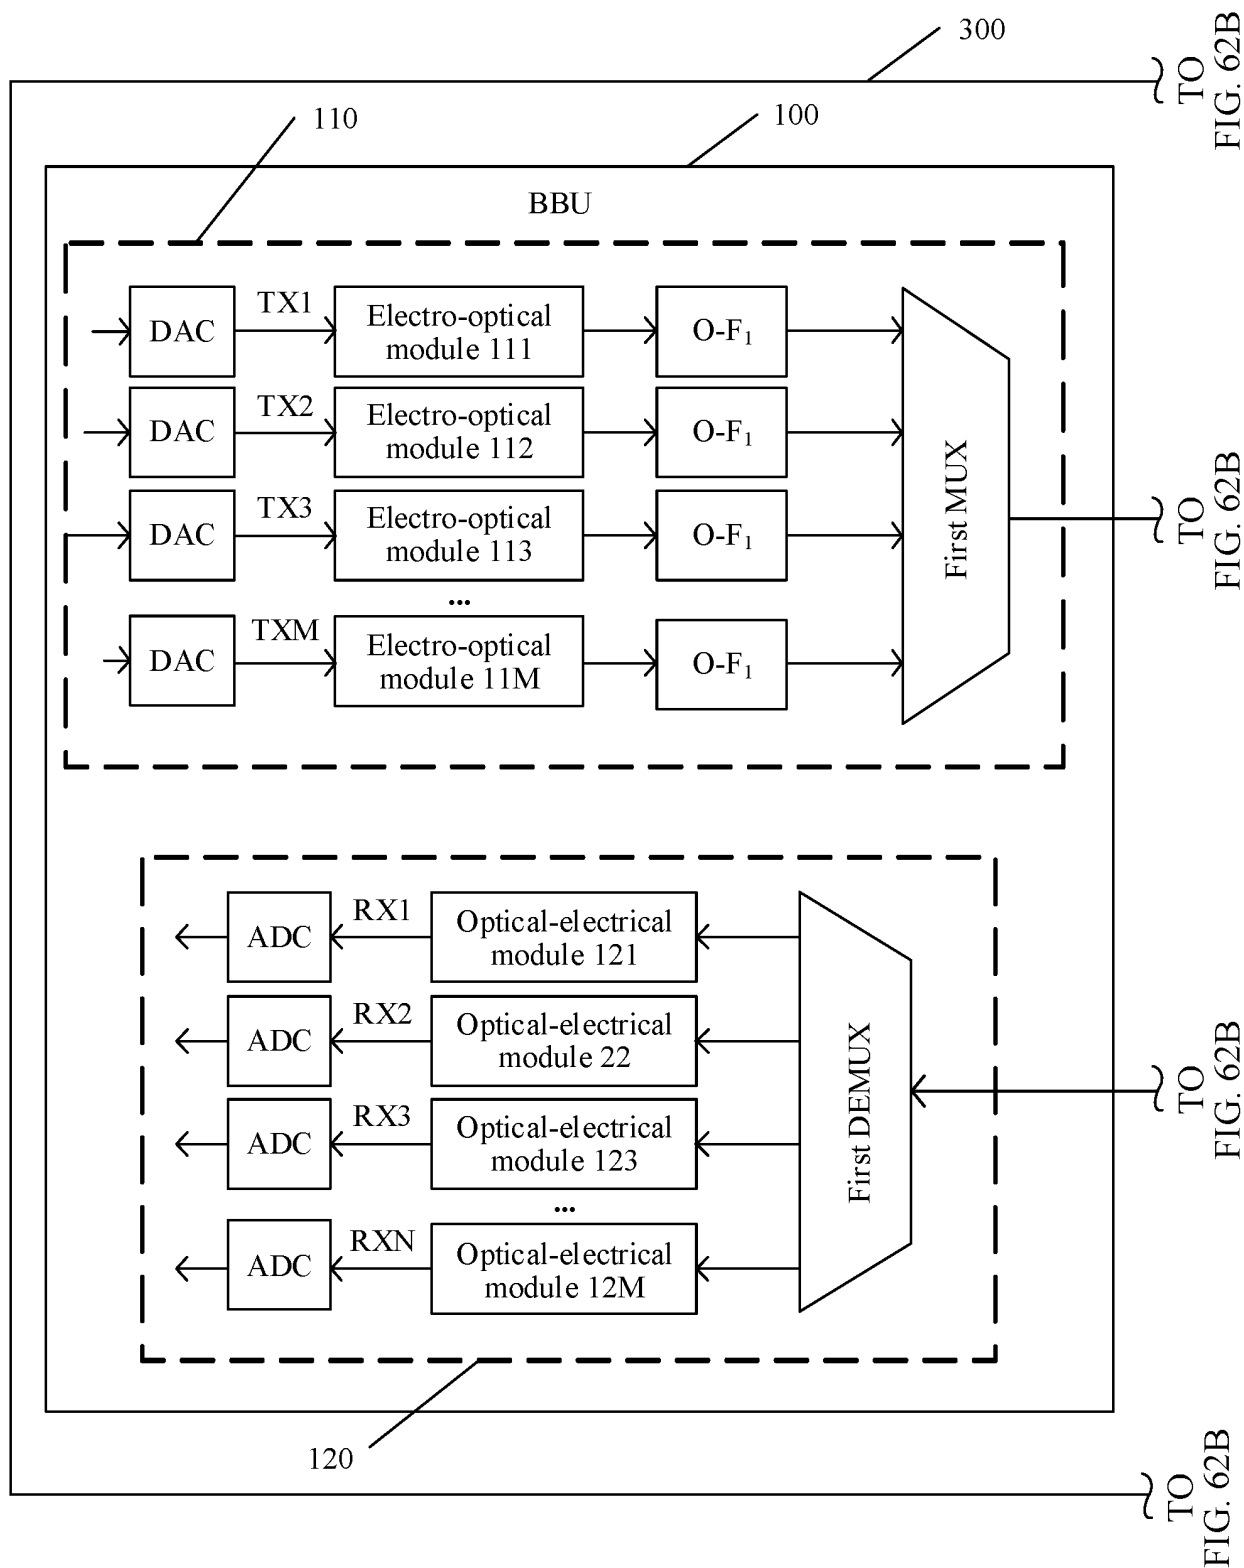 300
TO
FIG. 62B
110
100
BBU
DAC
TX1
Electro-optical
module 111
O-F₁
DAC
TX2
Electro-optical
module 112
O-F₁
DAC
TX3
Electro-optical
module 113
O-F₁
...
DAC
TXM
Electro-optical
module 11M
O-F₁
First MUX
TO
FIG. 62B
ADC
RX1
Optical-electrical
module 121
ADC
RX2
Optical-electrical
module 22
ADC
RX3
Optical-electrical
module 123
...
ADC
RXN
Optical-electrical
module 12M
First DEMUX
TO
FIG. 62B
120
TO
FIG. 62B